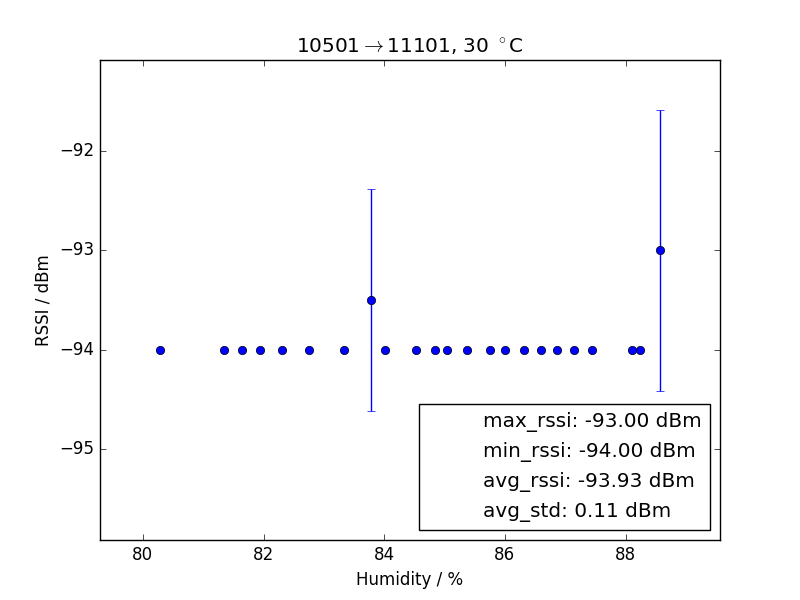 10501→11101, 30 °C
−92
−93
−94
−95
RSSI / dBm
max_rssi: -93.00 dBm
min_rssi: -94.00 dBm
avg_rssi: -93.93 dBm
avg_std: 0.11 dBm
80 82 84 86 88
Humidity / %